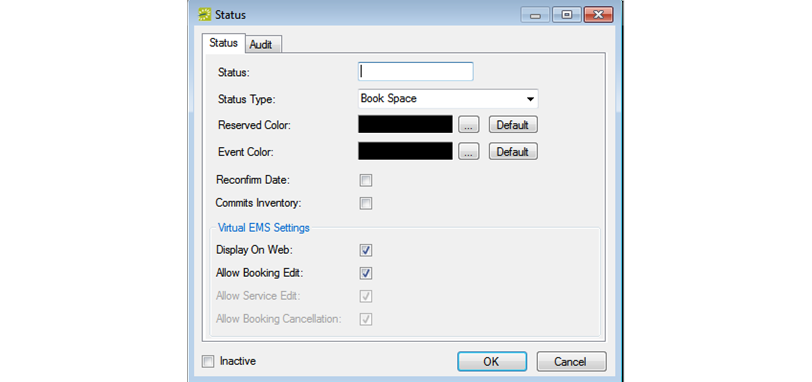 Status
Status Audit
Status:
Status Type: Book Space
Reserved Color: ... Default
Event Color: ... Default
Reconfirm Date:
Commits Inventory:
Virtual EMS Settings
Display On Web:
Allow Booking Edit:
Allow Service Edit:
Allow Booking Cancellation:
Inactive OK Cancel